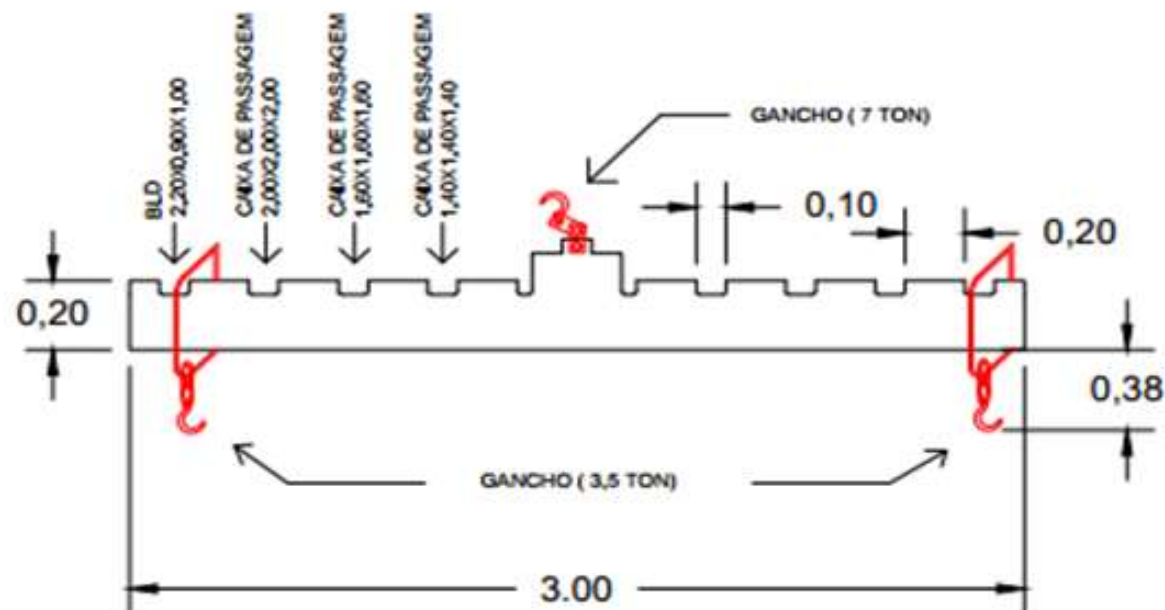 BLD
2,20X0,90X1,00
CAIXA DE PASSAGEM
2,00X2,00X2,00
CAIXA DE PASSAGEM
1,60X1,60X1,60
CAIXA DE PASSAGEM
1,40X1,40X1,40
GANCHO ( 7 TON)
0,10
0,20
0,20
0,38
GANCHO ( 3,5 TON)
3.00